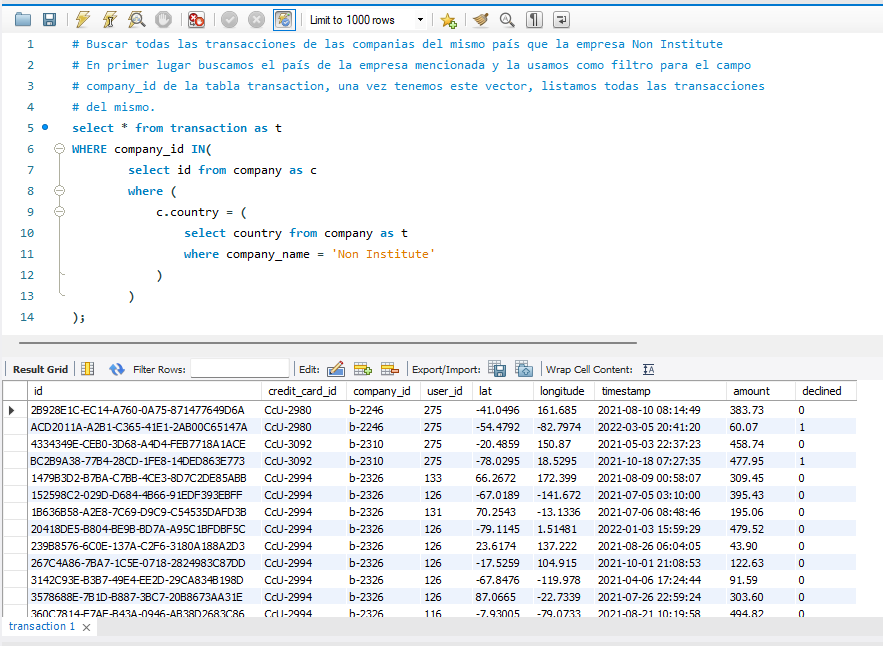 Limit to 1000 rows
1 # Buscar todas las transacciones de las companias del mismo país que la empresa Non Institute
2 # En primer lugar buscamos el país de la empresa mencionada y la usamos como filtro para el campo
3 # company_id de la tabla transaction, una vez tenemos este vector, listamos todas las transacciones
4 # del mismo.
5 select * from transaction as t
6 WHERE company_id IN(
7 select id from company as c
8 where (
9 c.country = (
10 select country from company as t
11 where company_name = 'Non Institute'
12 )
13 )
14 );
Result Grid Filter Rows: Edit: Export/Import: Wrap Cell Content: IA
id credit_card_id company_id user_id lat longitude timestamp amount declined
2B928E1C-EC14-A760-0A75-871477649D6A CcU-2980 b-2246 275 -41.0496 161.685 2021-08-10 08:14:49 383.73 0
ACD2011A-A2B1-C365-41E1-2AB00C65147A CcU-2980 b-2246 275 -54.4792 -82.7974 2022-03-05 20:41:20 60.07 1
4334349E-CEB0-3D68-A4D4-FEB7718A1ACE CcU-3092 b-2310 275 -20.4859 150.87 2021-05-03 22:37:23 458.74 0
BC2B9A38-77B4-28CD-1FE8-14DED863E773 CcU-3092 b-2310 275 -78.0295 18.5295 2021-10-18 07:27:35 477.95 1
1479B3D2-B7BA-C7BB-4CE3-8D7C2DE85ABB CcU-2994 b-2326 133 66.2672 172.399 2021-08-09 00:58:07 309.45 0
152598C2-029D-D684-4B66-91EDF393EBFF CcU-2994 b-2326 126 -67.0189 -141.672 2021-07-05 03:10:00 395.43 0
1B636B58-A2E8-7C69-D9C9-C54535DAFD3B CcU-2994 b-2326 131 70.2543 -13.1336 2021-07-06 08:48:46 195.06 0
20418DE5-B804-BE9B-BD7A-A95C1BFDBF5C CcU-2994 b-2326 126 -79.1145 1.51481 2022-01-03 15:59:29 479.52 0
239B8576-6C0E-137A-C2F6-3180A188A2D3 CcU-2994 b-2326 126 23.6174 137.222 2021-08-26 06:04:05 43.90 0
267C4A86-7BA7-1C5E-0718-2824983C87DD CcU-2994 b-2326 126 -17.5259 104.915 2021-10-01 21:08:53 122.63 0
3142C93E-B3B7-49E4-EE2D-29CA834B198D CcU-2994 b-2326 126 -67.8476 -119.978 2021-04-06 17:24:44 91.59 0
3578688E-7B1D-B887-3BC7-20B8673AA31E CcU-2994 b-2326 126 87.0665 -22.7339 2021-07-26 22:59:24 303.60 0
360C7814-E7AE-B43A-0946-AB38D2683C86 CcU-2994 b-2326 116 -7.93005 -79.0733 2021-08-21 10:19:58 494.82 0
transaction 1